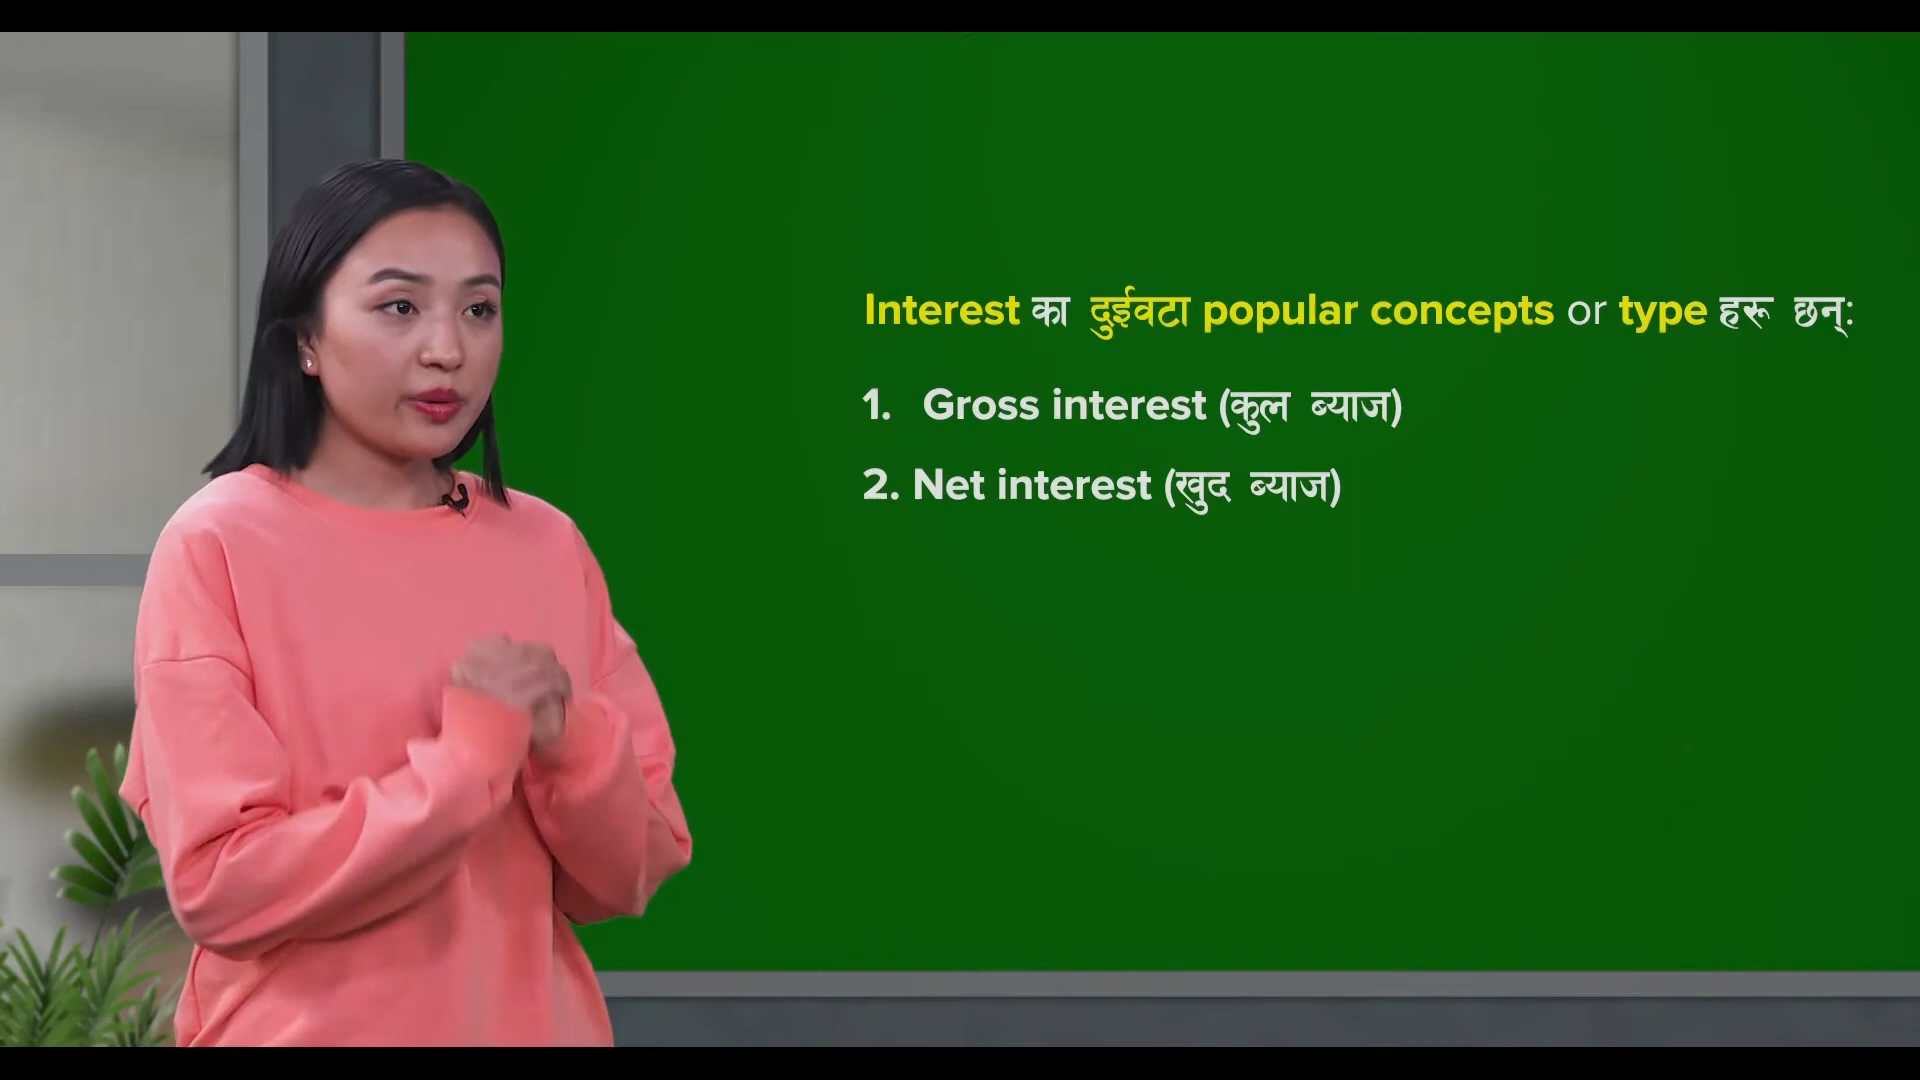 Interest का दुईवटा popular concepts or type हरू छन्:
1. Gross interest (कुल ब्याज)
2. Net interest (खुद ब्याज)